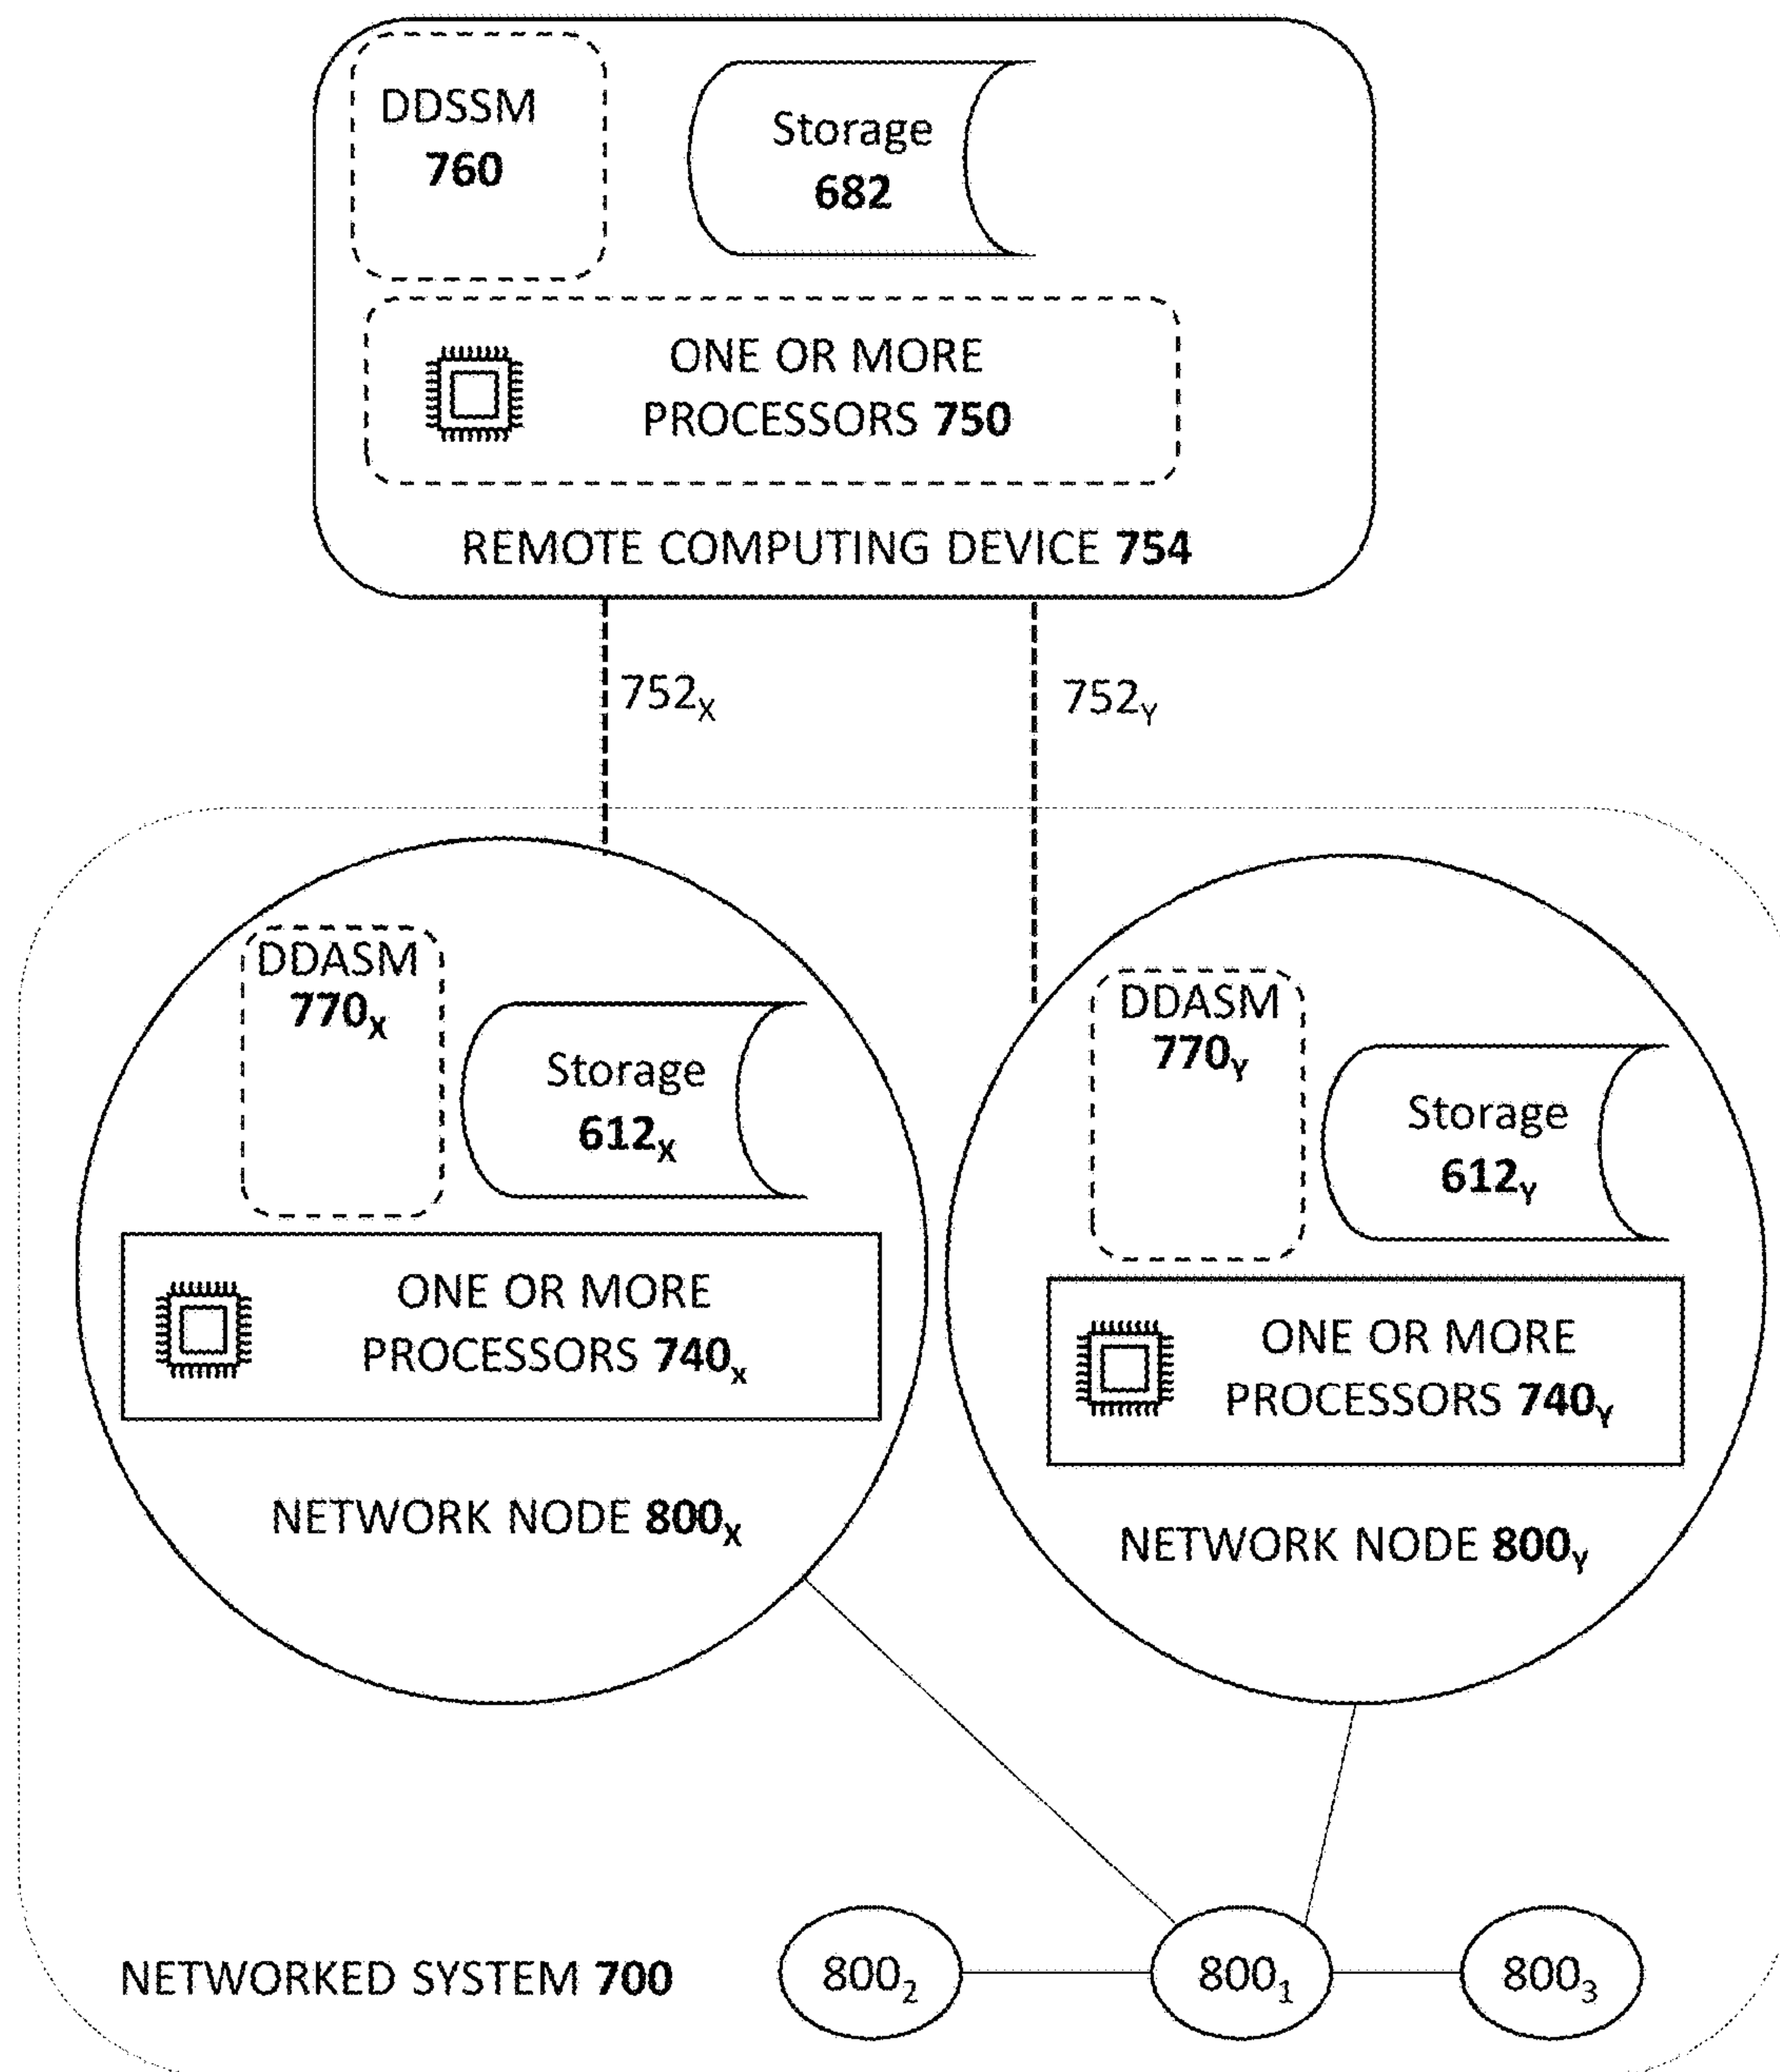 DDSSM
760
Storage
682
ONE OR MORE
PROCESSORS 750
REMOTE COMPUTING DEVICE 754
752X
752Y
DDASM
770X
Storage
612X
ONE OR MORE
PROCESSORS 740X
NETWORK NODE 800X
DDASM
770Y
Storage
612Y
ONE OR MORE
PROCESSORS 740Y
NETWORK NODE 800Y
NETWORKED SYSTEM 700
8002
8001
8003